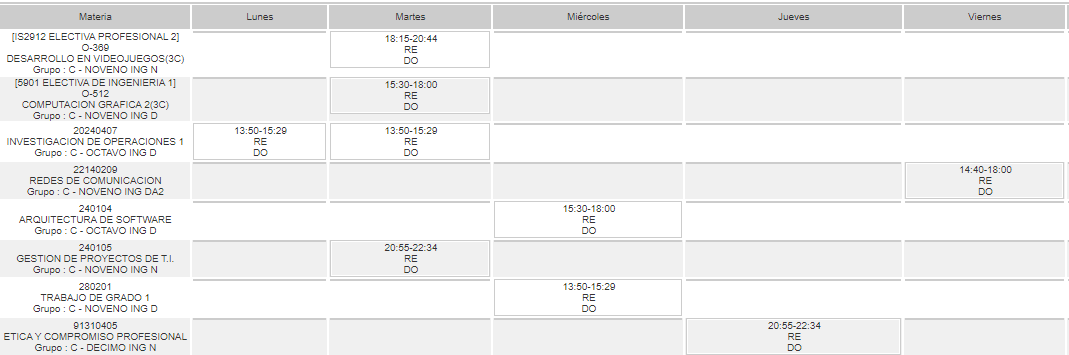 Materia Lunes Martes Miércoles Jueves Viernes
[IS2912 ELECTIVA PROFESIONAL 2]
O-369
DESARROLLO EN VIDEOJUEGOS(3C)
Grupo : C - NOVENO ING N
18:15-20:44
RE
DO
[5901 ELECTIVA DE INGENIERIA 1]
O-512
COMPUTACION GRAFICA 2(3C)
Grupo : C - NOVENO ING D
15:30-18:00
RE
DO
20240407
INVESTIGACION DE OPERACIONES 1
Grupo : C - OCTAVO ING D
13:50-15:29
RE
DO
13:50-15:29
RE
DO
22140209
REDES DE COMUNICACION
Grupo : C - NOVENO ING DA2
14:40-18:00
RE
DO
240104
ARQUITECTURA DE SOFTWARE
Grupo : C - OCTAVO ING D
15:30-18:00
RE
DO
240105
GESTION DE PROYECTOS DE T.I.
Grupo : C - NOVENO ING N
20:55-22:34
RE
DO
280201
TRABAJO DE GRADO 1
Grupo : C - NOVENO ING D
13:50-15:29
RE
DO
91310405
ETICA Y COMPROMISO PROFESIONAL
Grupo : C - DECIMO ING N
20:55-22:34
RE
DO